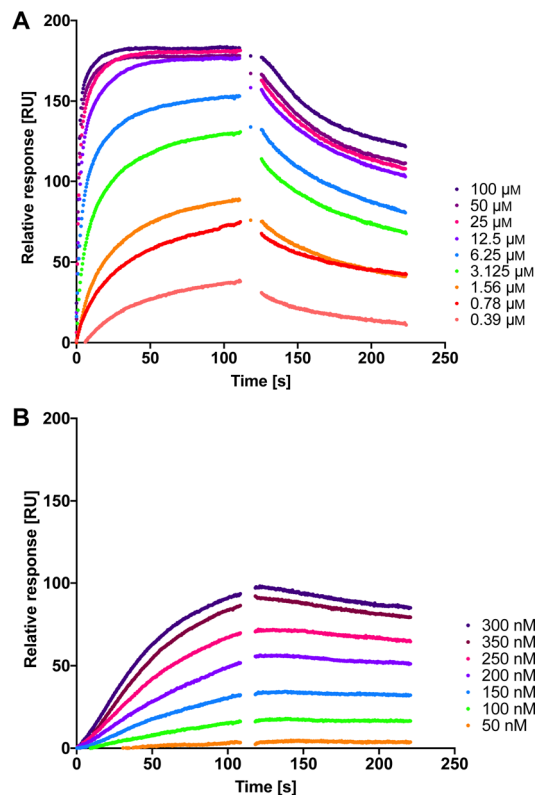 A
200
150
100
50
0
Relative response [RU]
0 50 100 150 200 250
Time [s]
100 µM
50 µM
25 µM
12.5 µM
6.25 µM
3.125 µM
1.56 µM
0.78 µM
0.39 µM
B
200
150
100
50
0
Relative response [RU]
0 50 100 150 200 250
Time [s]
300 nM
350 nM
250 nM
200 nM
150 nM
100 nM
50 nM